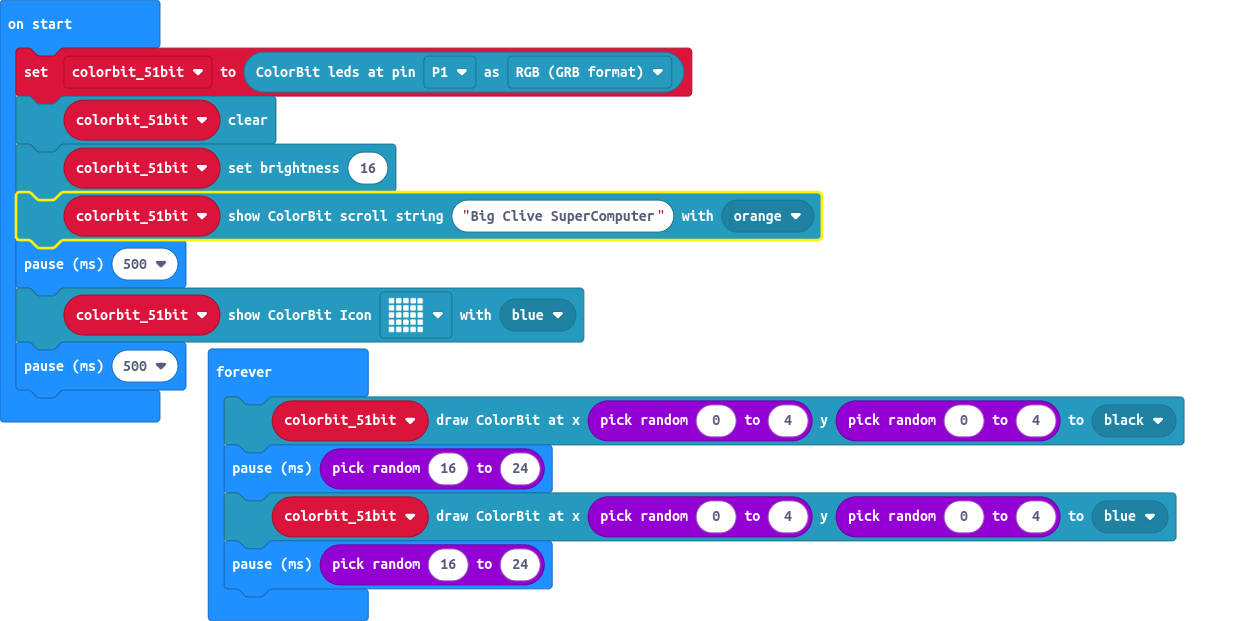 on start
set colorbit_51bit to ColorBit leds at pin P1 as RGB (GRB format)
colorbit_51bit clear
colorbit_51bit set brightness 16
colorbit_51bit show ColorBit scroll string "Big Clive SuperComputer" with orange
pause (ms) 500
colorbit_51bit show ColorBit Icon with blue
pause (ms) 500
forever
colorbit_51bit draw ColorBit at x pick random 0 to 4 y pick random 0 to 4 to black
pause (ms) pick random 16 to 24
colorbit_51bit draw ColorBit at x pick random 0 to 4 y pick random 0 to 4 to blue
pause (ms) pick random 16 to 24